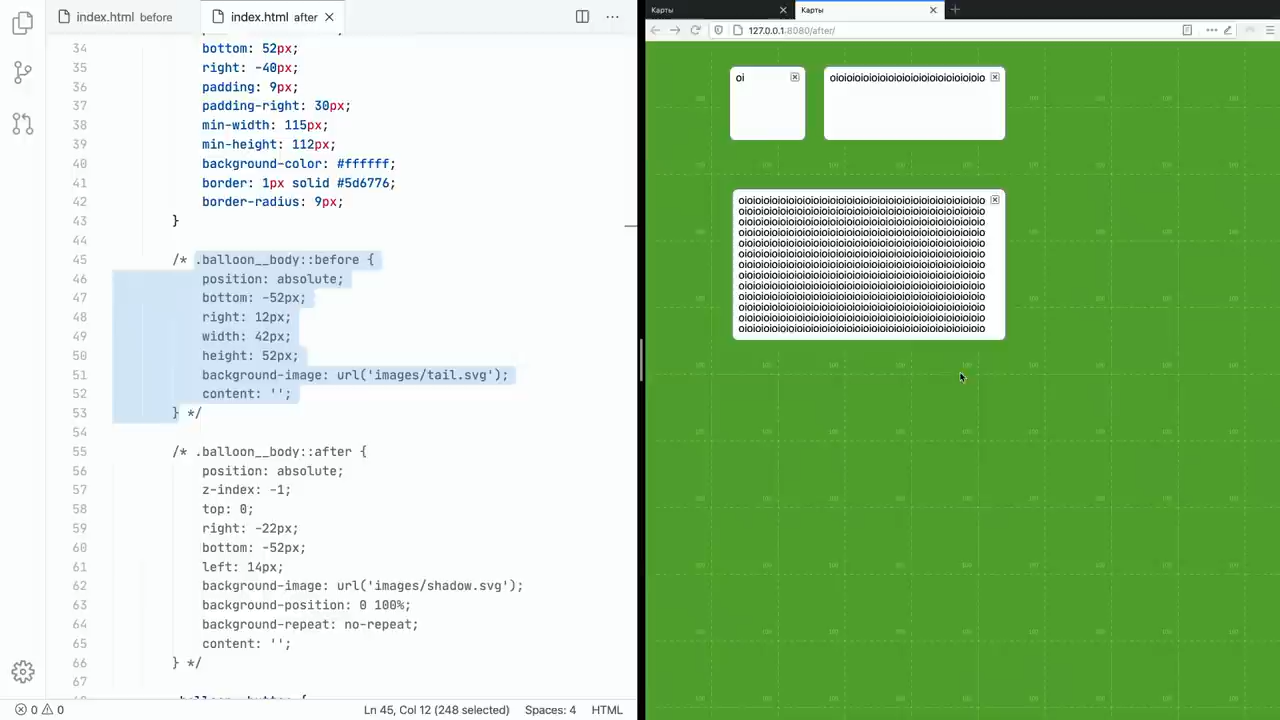 index.html before
index.html after
34 bottom: 52px;
35 right: -40px;
36 padding: 9px;
37 padding-right: 30px;
38 min-width: 115px;
39 min-height: 112px;
40 background-color: #ffffff;
41 border: 1px solid #5d6776;
42 border-radius: 9px;
43 }
44
45 /* .balloon__body::before {
46 position: absolute;
47 bottom: -52px;
48 right: 12px;
49 width: 42px;
50 height: 52px;
51 background-image: url('images/tail.svg');
52 content: '';
53 } */
54
55 /* .balloon__body::after {
56 position: absolute;
57 z-index: -1;
58 top: 0;
59 right: -22px;
60 bottom: -52px;
61 left: 14px;
62 background-image: url('images/shadow.svg');
63 background-position: 0 100%;
64 background-repeat: no-repeat;
65 content: '';
66 } */
67
0 0
Ln 45, Col 12 (248 selected) Spaces: 4 HTML
Карты
Карты
127.0.0.1:8080/after/
oi